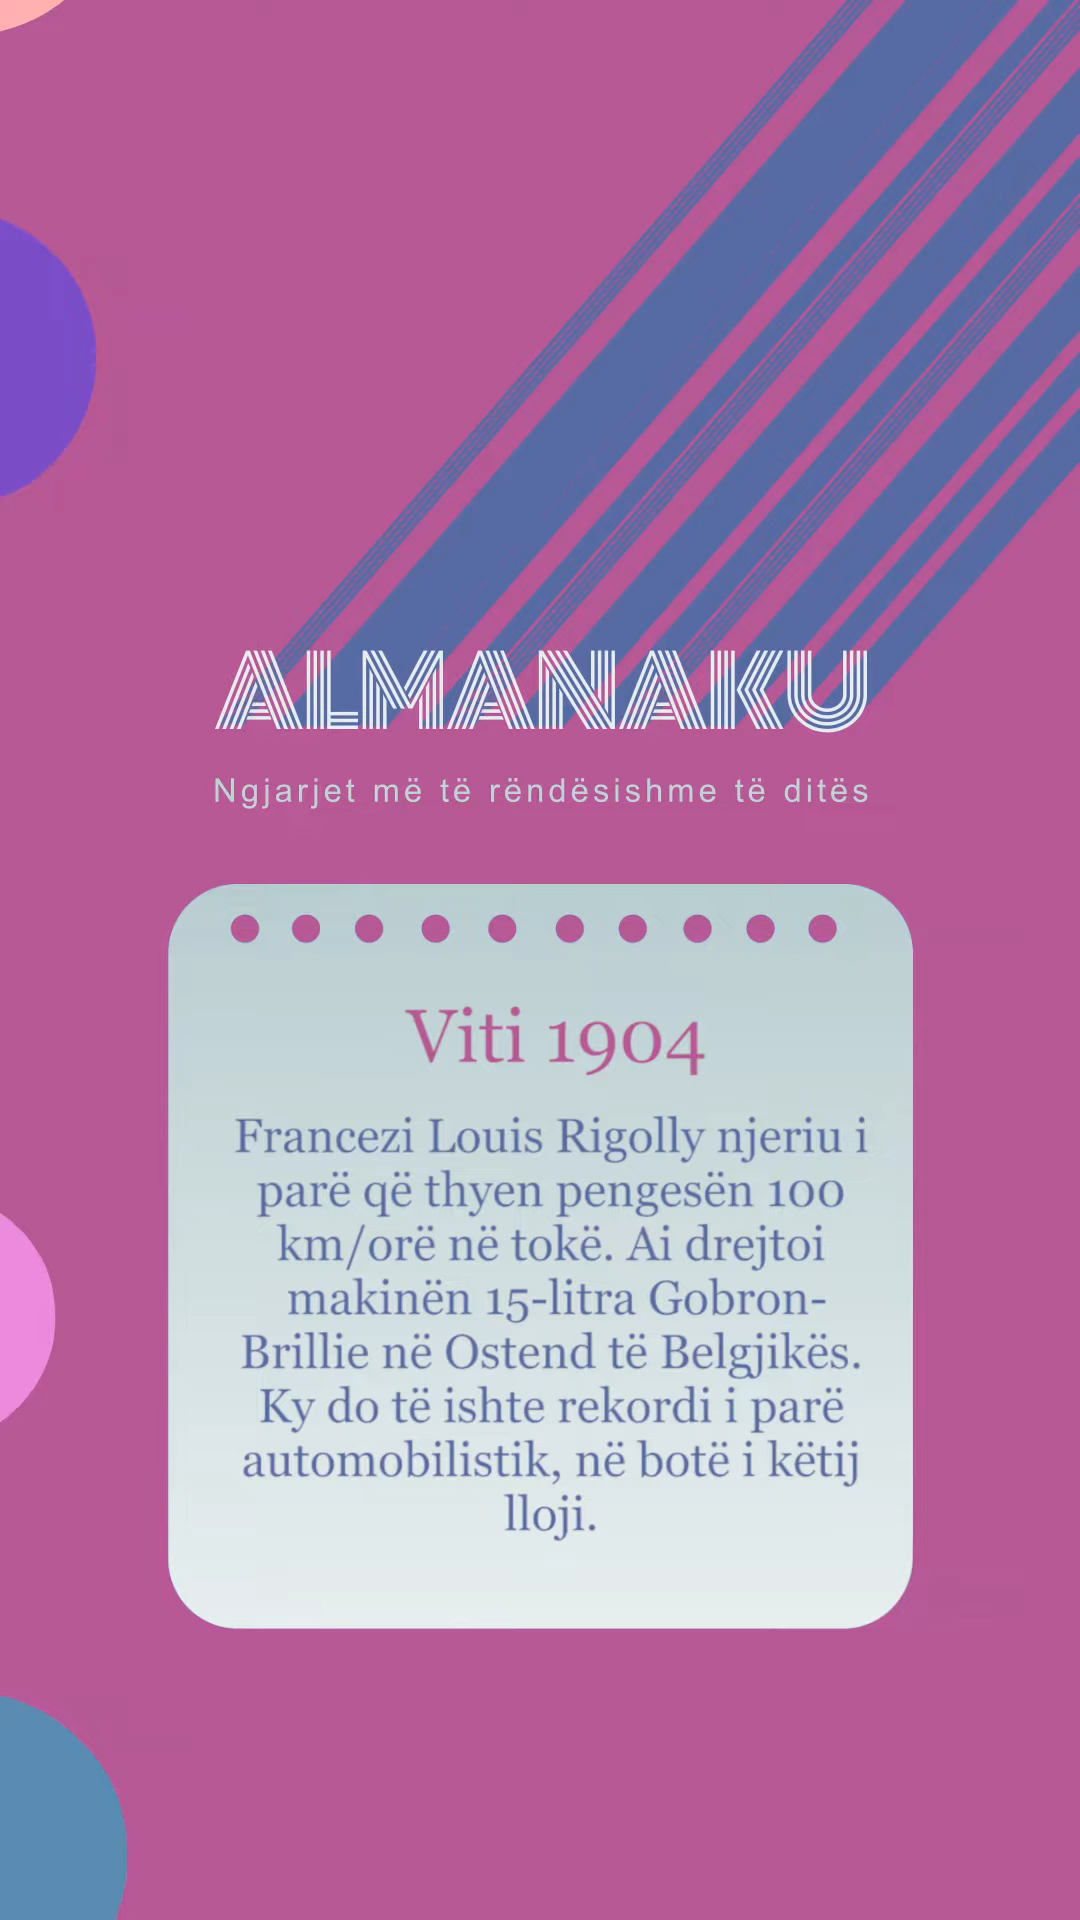 ALMANAKU
Ngjarjet më të rëndësishme të ditës
Viti 1904
Francezi Louis Rigolly njeriu i
parë që thyen pengesën 100
km/orë në tokë. Ai drejtoi
makinën 15-litra Gobron-
Brillie në Ostend të Belgjikës.
Ky do të ishte rekordi i parë
automobilistik, në botë i këtij
lloji.